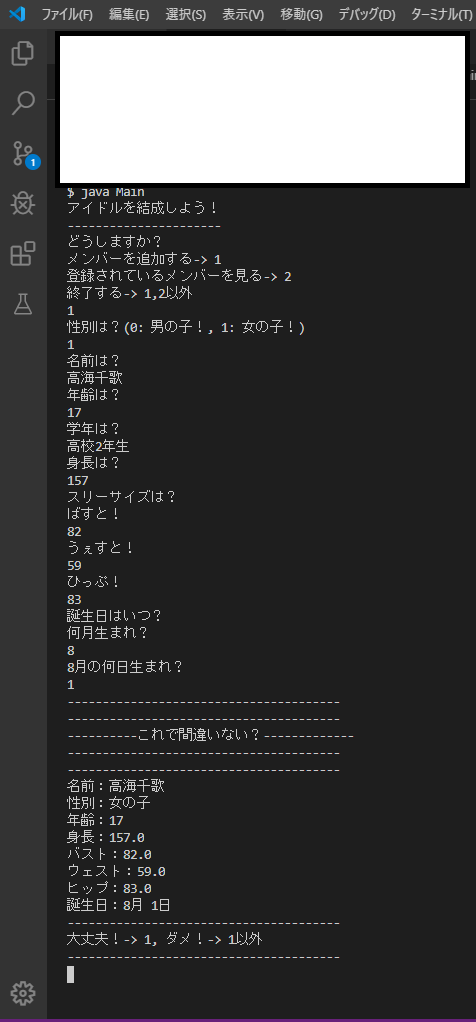 ファイル(F) 編集(E) 選択(S) 表示(V) 移動(G) デバッグ(D) ターミナル(T)
1
$ java Main
アイドルを結成しよう！
----------------------
どうしますか？
メンバーを追加する-> 1
登録されているメンバーを見る-> 2
終了する-> 1,2以外
1
性別は？(0: 男の子！, 1: 女の子！)
1
名前は？
高海千歌
年齢は？
17
学年は？
高校2年生
身長は？
157
スリーサイズは？
ばすと！
82
うぇすと！
59
ひっぷ！
83
誕生日はいつ？
何月生まれ？
8
8月の何日生まれ？
1
---------------------------------------
---------------------------------------
----------これで間違いない？-------------
---------------------------------------
---------------------------------------
名前：高海千歌
性別：女の子
年齢：17
身長：157.0
バスト：82.0
ウェスト：59.0
ヒップ：83.0
誕生日：8月 1日
---------------------------------------
大丈夫！-> 1, ダメ！-> 1以外
---------------------------------------